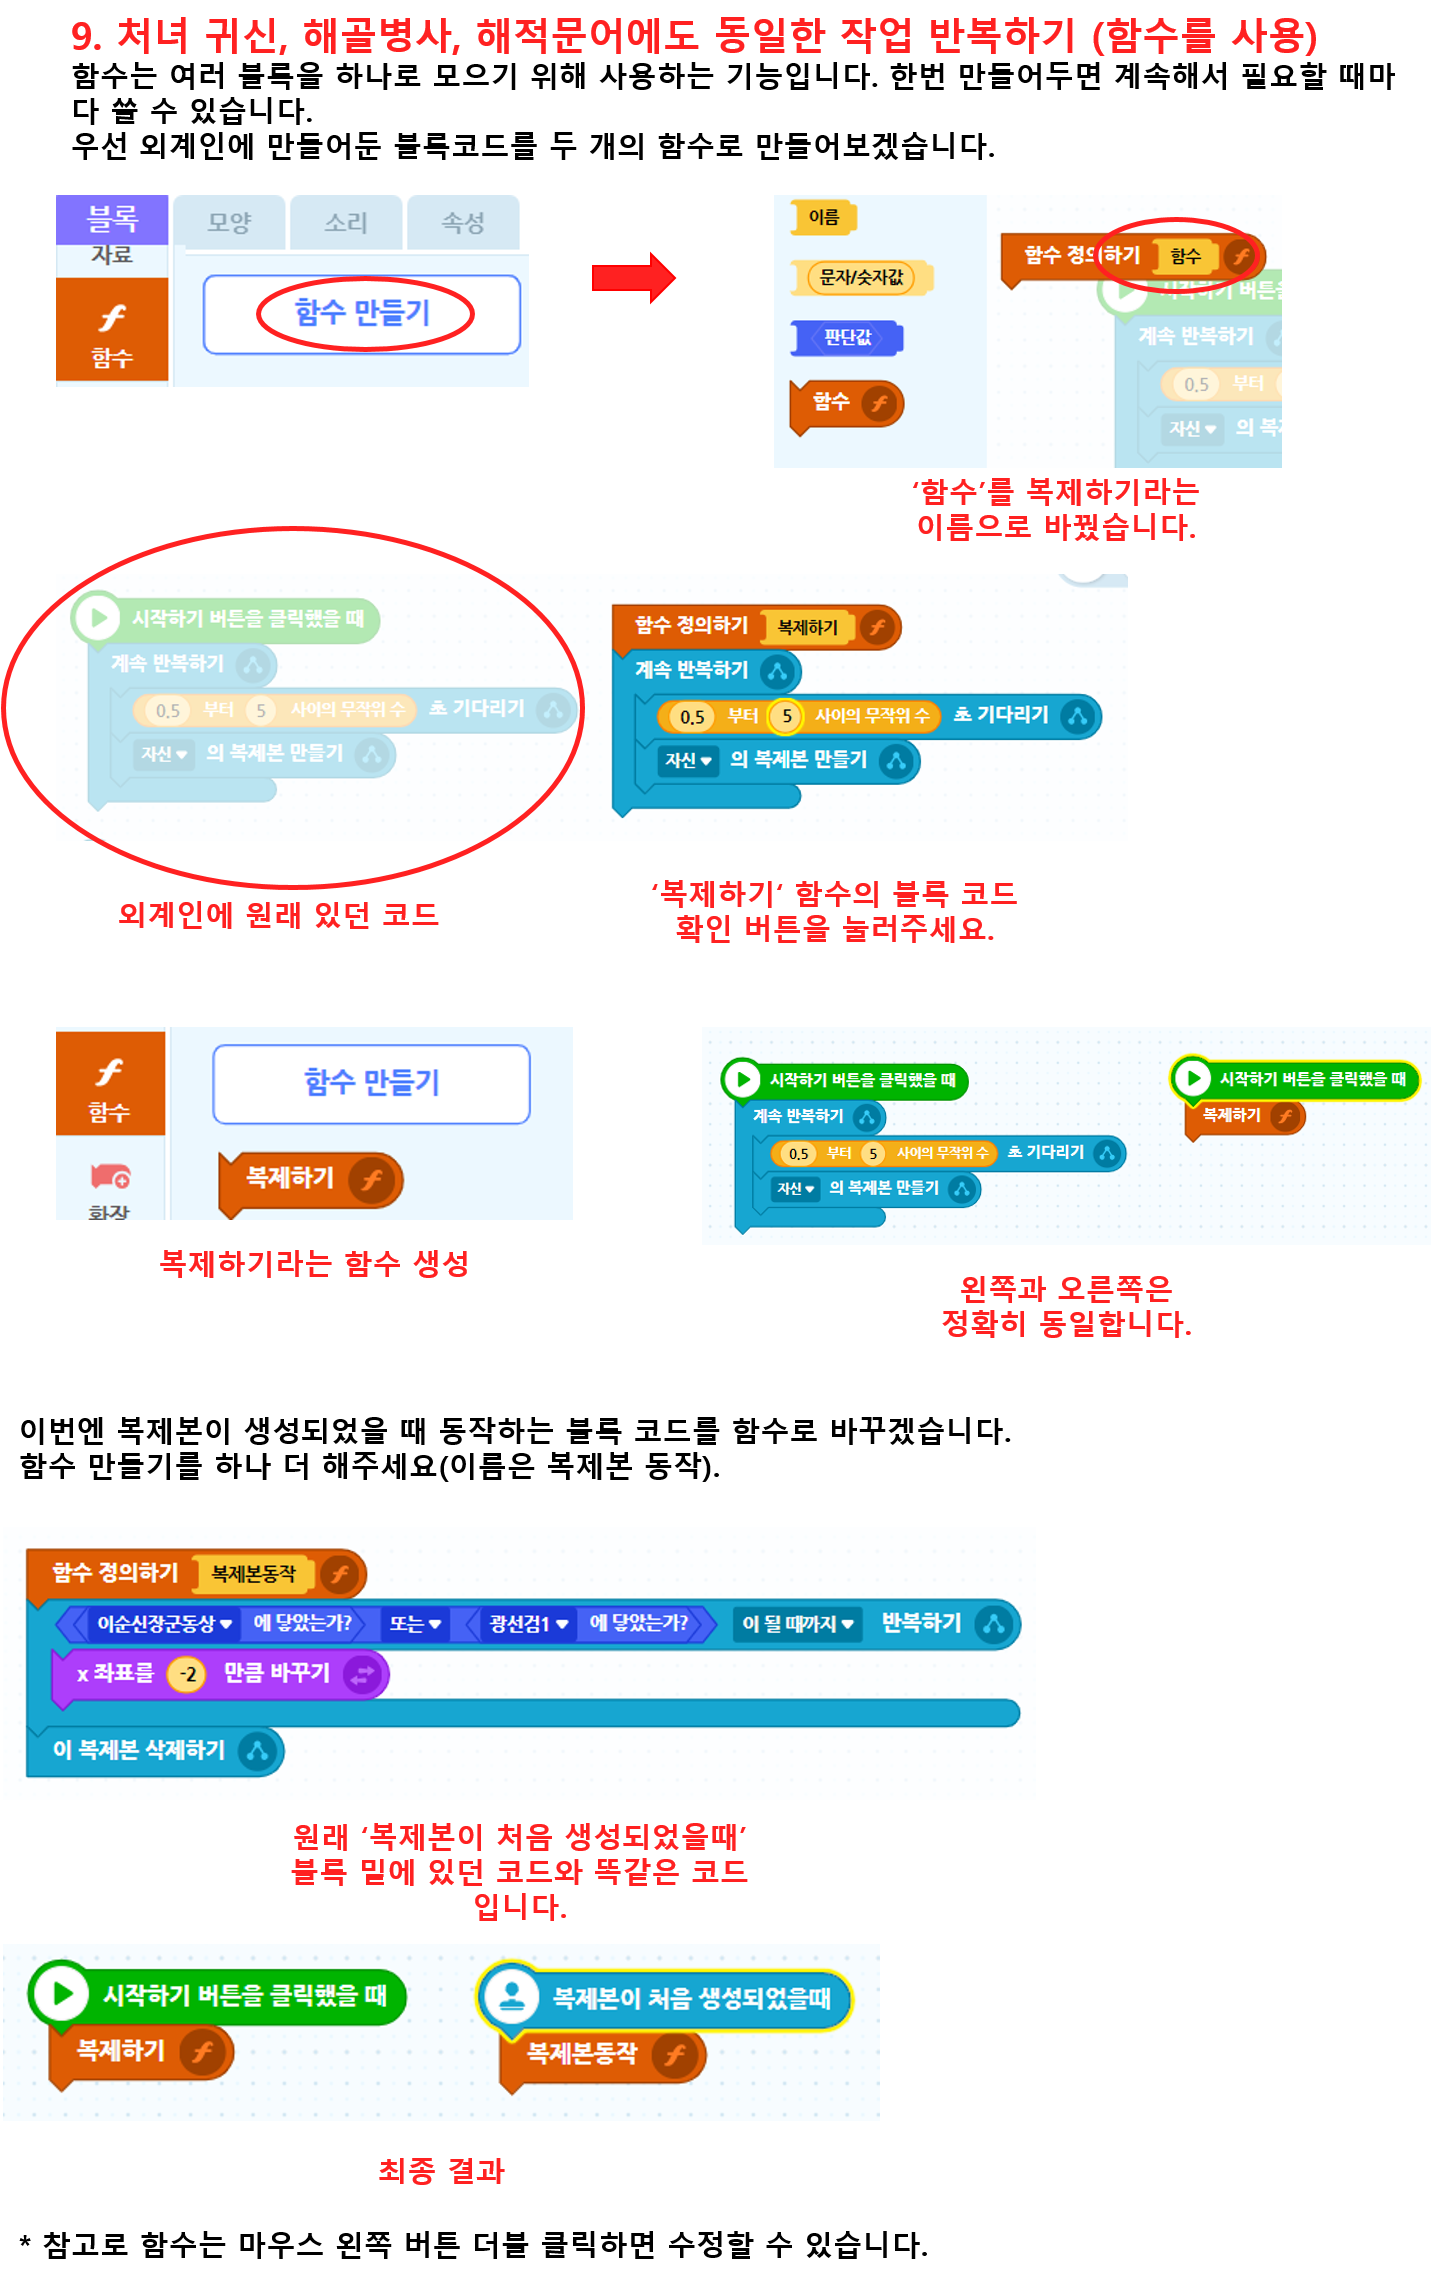 9. 처녀 귀신, 해골병사, 해적문어에도 동일한 작업 반복하기 (함수를 사용)
함수는 여러 블록을 하나로 모으기 위해 사용하는 기능입니다. 한번 만들어두면 계속해서 필요할 때마
다 쓸 수 있습니다.
우선 외계인에 만들어둔 블록코드를 두 개의 함수로 만들어보겠습니다.
블록 모양 소리 속성
자료
함수 만들기
함수
이름
문자/숫자값
판단값
함수
함수 정의하기 함수
시작하기 버튼을
계속 반복하기
0.5 부터
자신 의 복제
‘함수’를 복제하기라는
이름으로 바꿨습니다.
시작하기 버튼을 클릭했을 때
계속 반복하기
0.5 부터 5 사이의 무작위 수 초 기다리기
자신 의 복제본 만들기
함수 정의하기 복제하기
계속 반복하기
0.5 부터 5 사이의 무작위 수 초 기다리기
자신 의 복제본 만들기
외계인에 원래 있던 코드
‘복제하기‘ 함수의 블록 코드
확인 버튼을 눌러주세요.
함수 만들기
함수
복제하기
확장
시작하기 버튼을 클릭했을 때
계속 반복하기
0.5 부터 5 사이의 무작위 수 초 기다리기
자신 의 복제본 만들기
시작하기 버튼을 클릭했을 때
복제하기
복제하기라는 함수 생성
왼쪽과 오른쪽은
정확히 동일합니다.
이번엔 복제본이 생성되었을 때 동작하는 블록 코드를 함수로 바꾸겠습니다.
함수 만들기를 하나 더 해주세요(이름은 복제본 동작).
함수 정의하기 복제본동작
이순신장군동상 에 닿았는가? 또는 광선검1 에 닿았는가? 이 될 때까지 반복하기
x 좌표를 -2 만큼 바꾸기
이 복제본 삭제하기
원래 ‘복제본이 처음 생성되었을때’
블록 밑에 있던 코드와 똑같은 코드
입니다.
시작하기 버튼을 클릭했을 때
복제하기
복제본이 처음 생성되었을때
복제본동작
최종 결과
* 참고로 함수는 마우스 왼쪽 버튼 더블 클릭하면 수정할 수 있습니다.